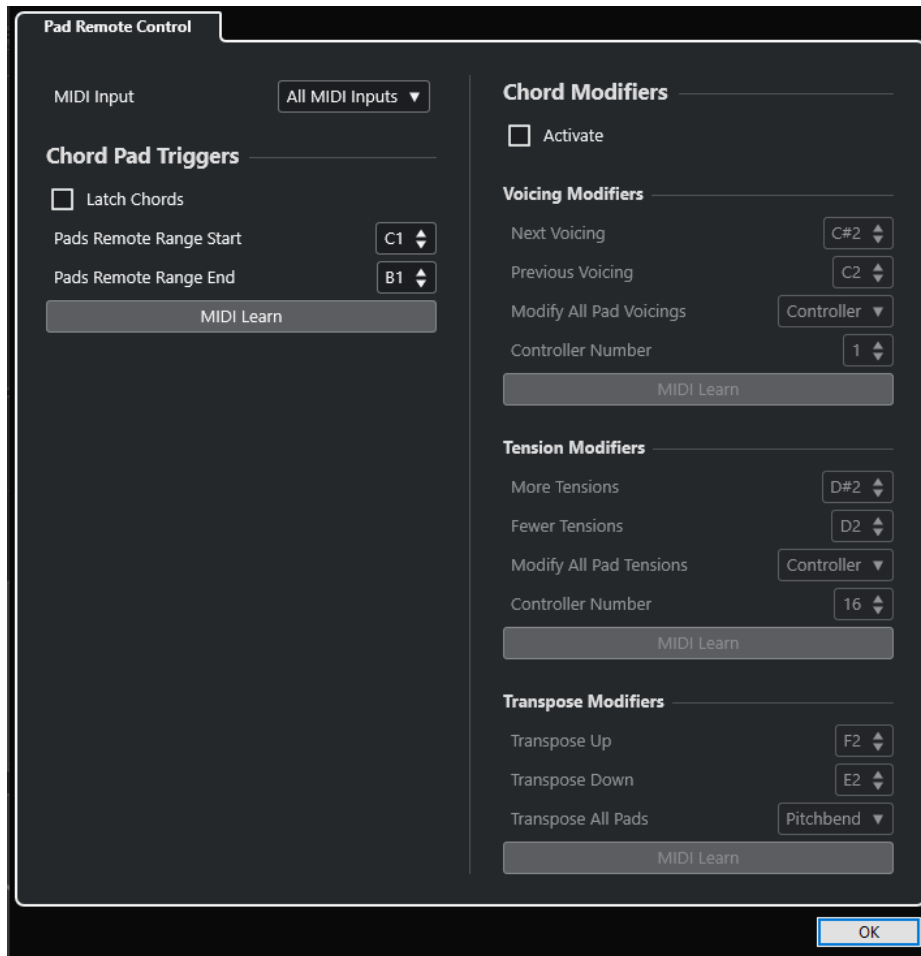 Pad Remote Control
MIDI Input All MIDI Inputs
Chord Pad Triggers
Latch Chords
Pads Remote Range Start C1
Pads Remote Range End B1
MIDI Learn
Chord Modifiers
Activate
Voicing Modifiers
Next Voicing C#2
Previous Voicing C2
Modify All Pad Voicings Controller
Controller Number 1
MIDI Learn
Tension Modifiers
More Tensions D#2
Fewer Tensions D2
Modify All Pad Tensions Controller
Controller Number 16
MIDI Learn
Transpose Modifiers
Transpose Up F2
Transpose Down E2
Transpose All Pads Pitchbend
MIDI Learn
OK